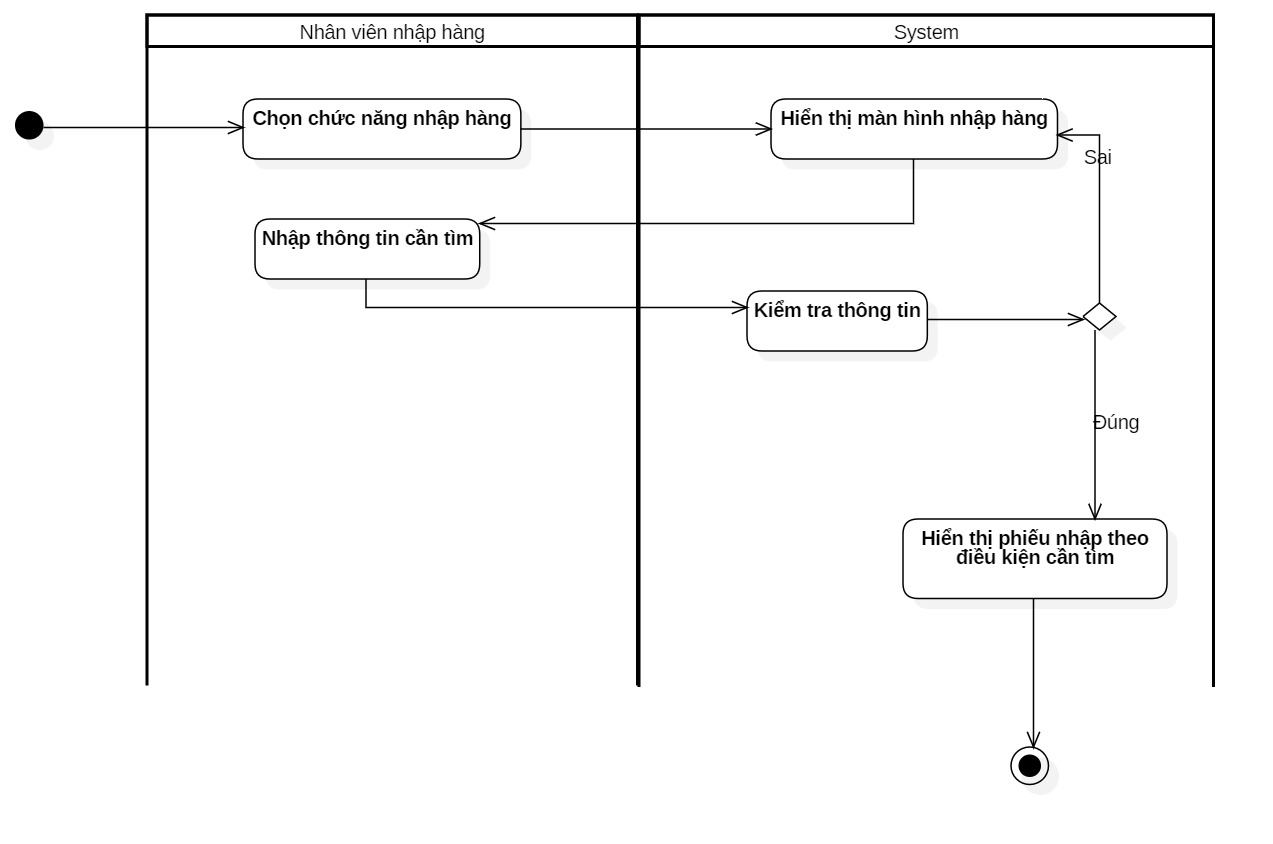 Nhân viên nhập hàng
System
Chọn chức năng nhập hàng
Hiển thị màn hình nhập hàng
Sai
Nhập thông tin cần tìm
Kiểm tra thông tin
Đúng
Hiển thị phiếu nhập theo
điều kiện cần tìm